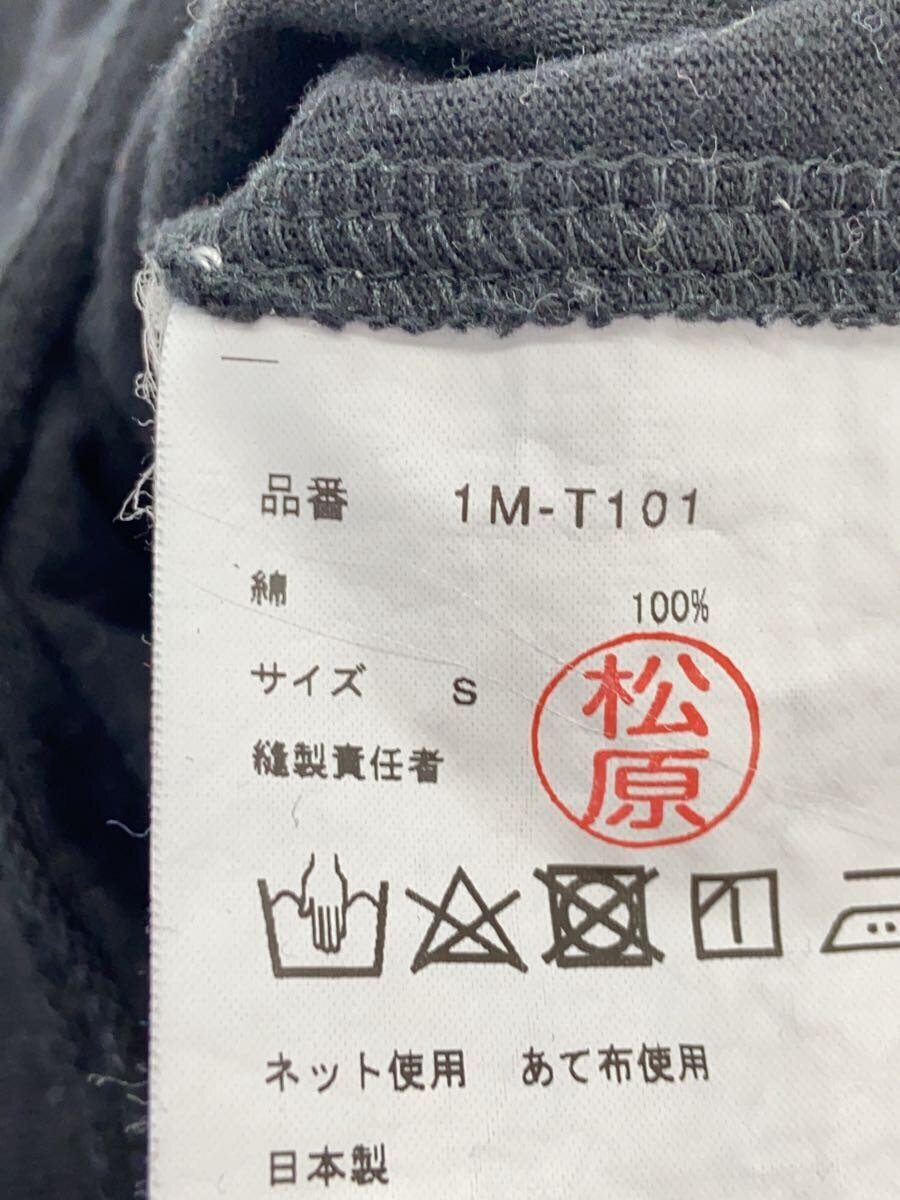 品番 1M-T101
綿 100%
サイズ S
縫製責任者 松原
ネット使用 あて布使用
日本製